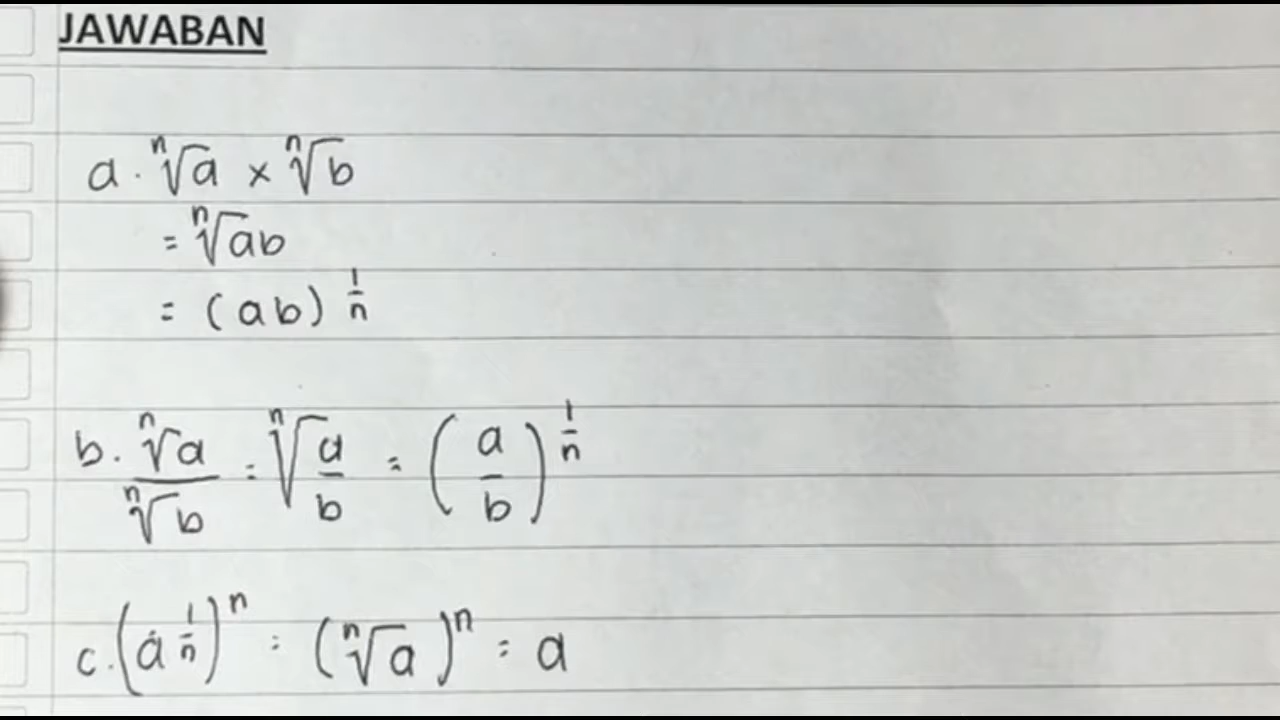 JAWABAN
a. ⁿ√a × ⁿ√b
= ⁿ√ab
= (ab)^(1/n)
b. ⁿ√a / ⁿ√b = ⁿ√(a/b) = (a/b)^(1/n)
c. (a^(1/n))^n = (ⁿ√a)^n = a